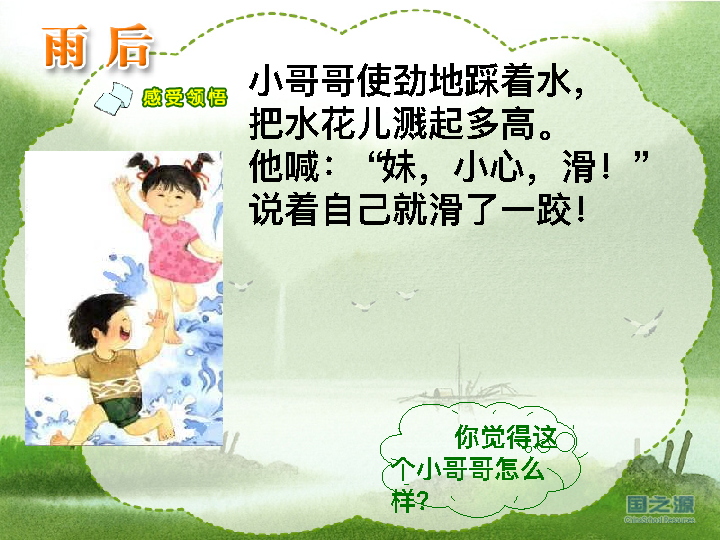 雨后
感受领悟
小哥哥使劲地踩着水，
把水花儿溅起多高。
他喊：“妹，小心，滑！”
说着自己就滑了一跤！
你觉得这
个小哥哥怎么
样？
国之源